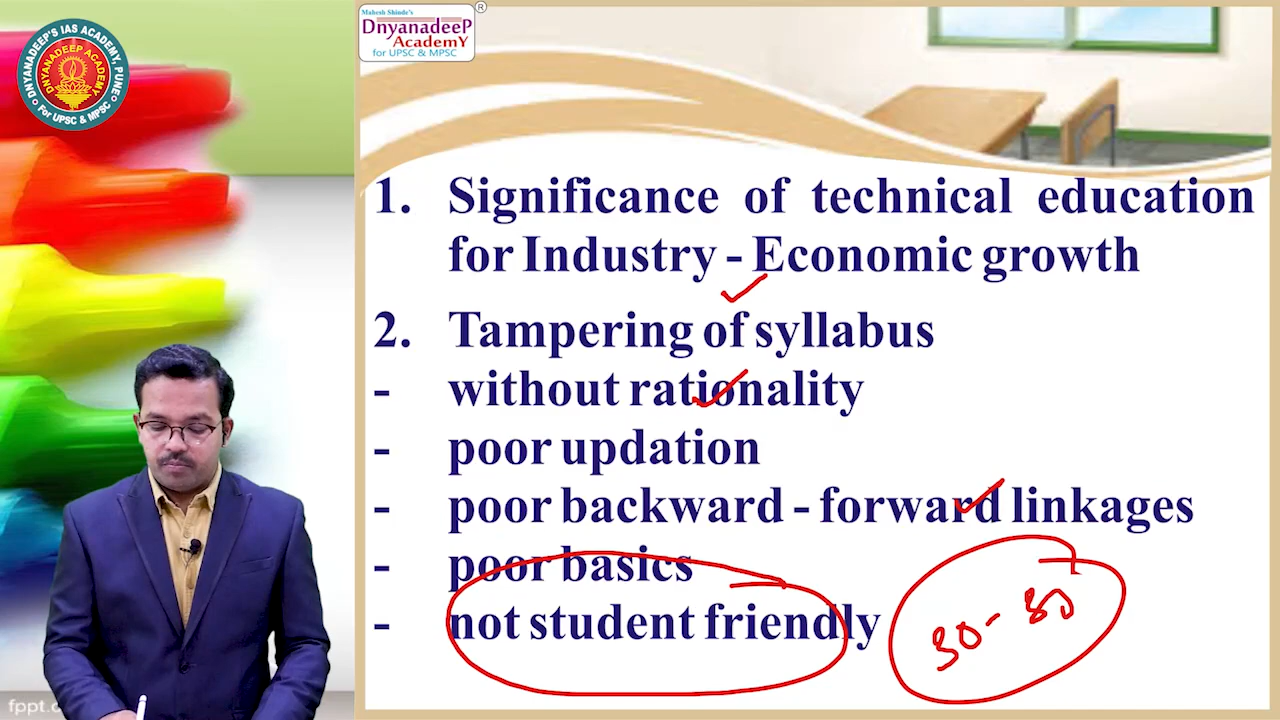 DNYANADEEP'S IAS ACADEMY, PUNE
DNYANADEEP ACADEMY
For UPSC & MPSC
Mahesh Shinde's
DnyanadeeP
AcademY
for UPSC & MPSC
®
1. Significance of technical education
for Industry - Economic growth
2. Tampering of syllabus
- without rationality
- poor updation
- poor backward - forward linkages
- poor basics
- not student friendly
fppt.c